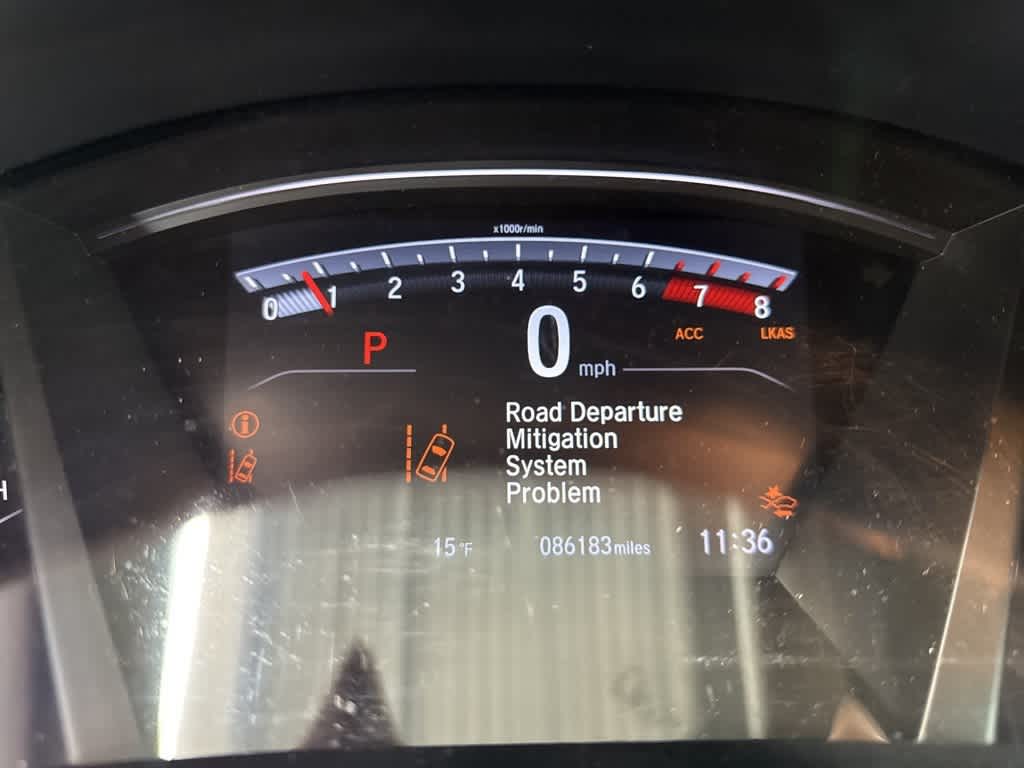 x1000r/min
0 1 2 3 4 5 6 7 8
ACC LKAS
P 0 mph
Road Departure
Mitigation
System
Problem
15°F 086183miles 11:36
H